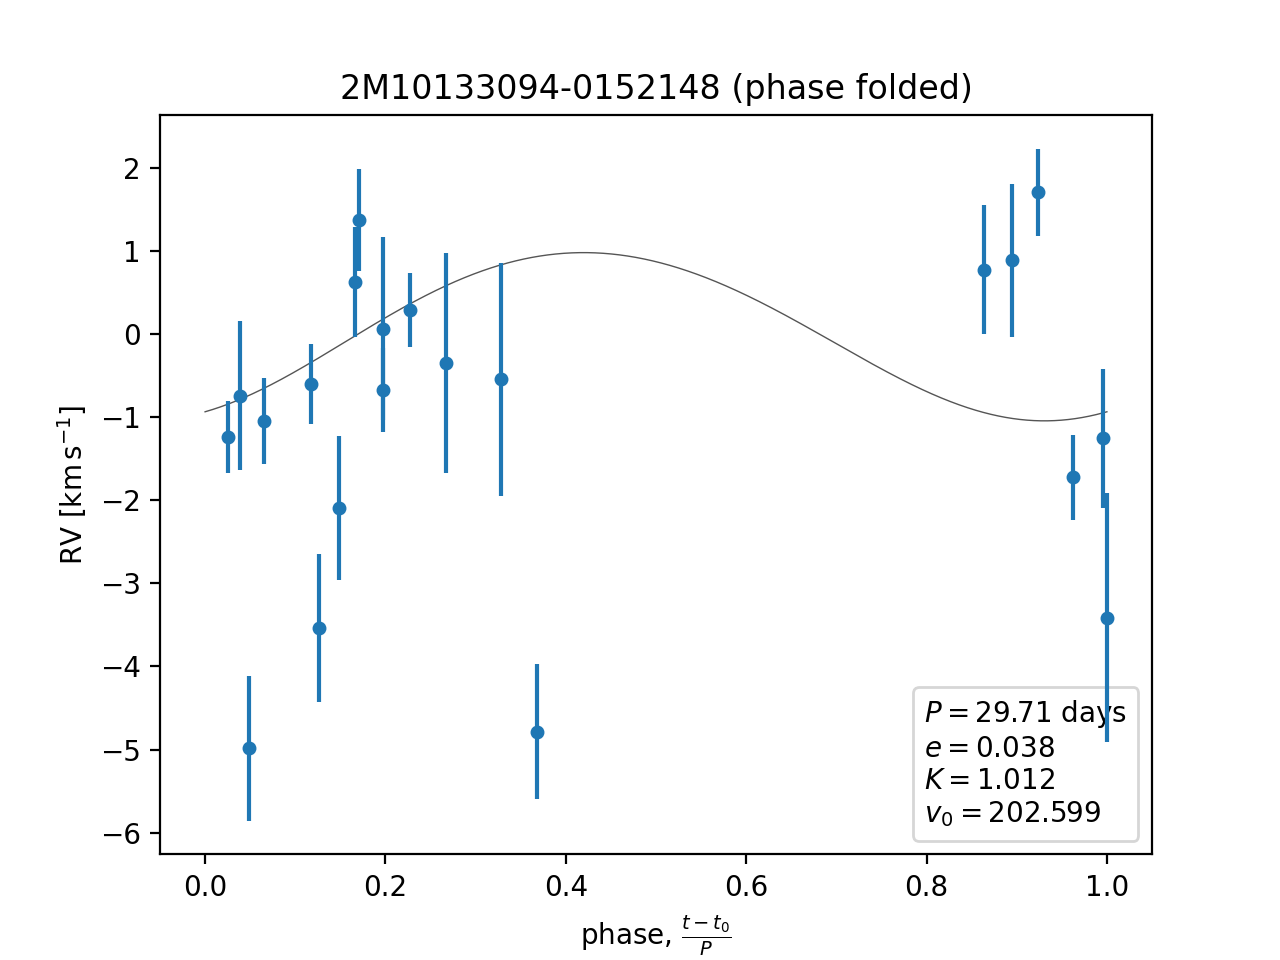 2M10133094-0152148 (phase folded)
2
1
0
−1
−2
−3
−4
−5
−6
RV [km s⁻¹]
P = 29.71 days
e = 0.038
K = 1.012
v₀ = 202.599
0.0 0.2 0.4 0.6 0.8 1.0
phase, (t − t₀)/P